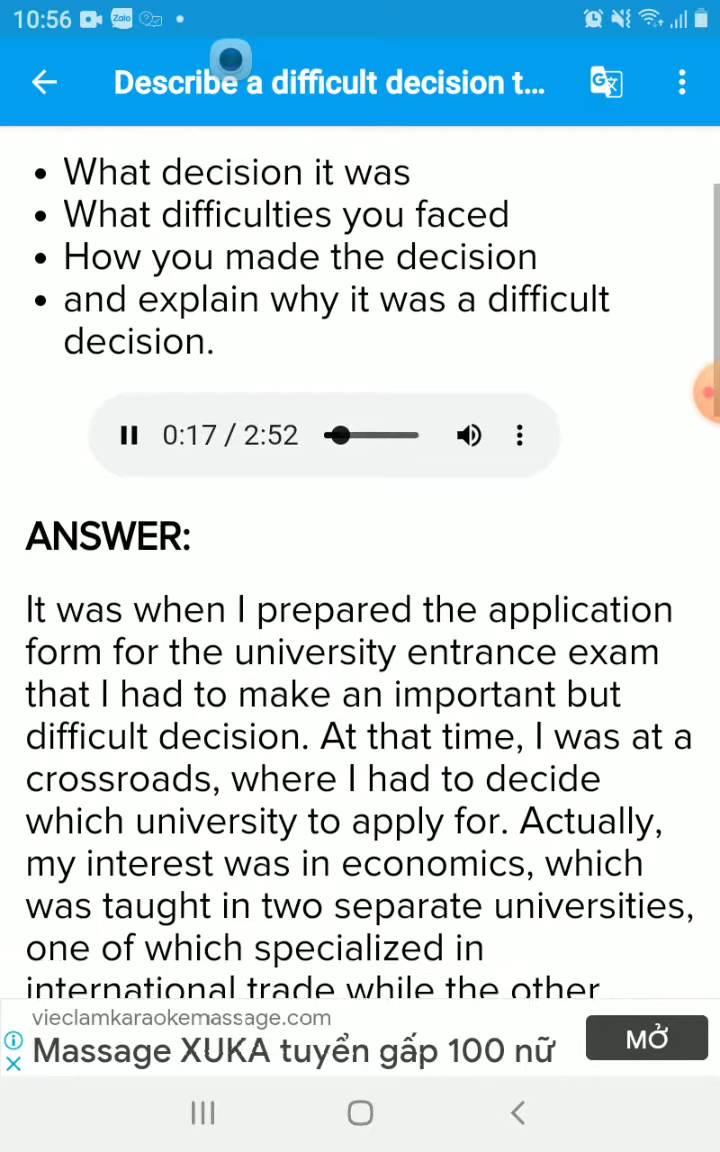 10:56
Zalo
Describe a difficult decision t...
• What decision it was
• What difficulties you faced
• How you made the decision
• and explain why it was a difficult
decision.
0:17 / 2:52
ANSWER:
It was when I prepared the application
form for the university entrance exam
that I had to make an important but
difficult decision. At that time, I was at a
crossroads, where I had to decide
which university to apply for. Actually,
my interest was in economics, which
was taught in two separate universities,
one of which specialized in
international trade while the other
vieclamkaraokemassage.com
Massage XUKA tuyển gấp 100 nữ
MỞ